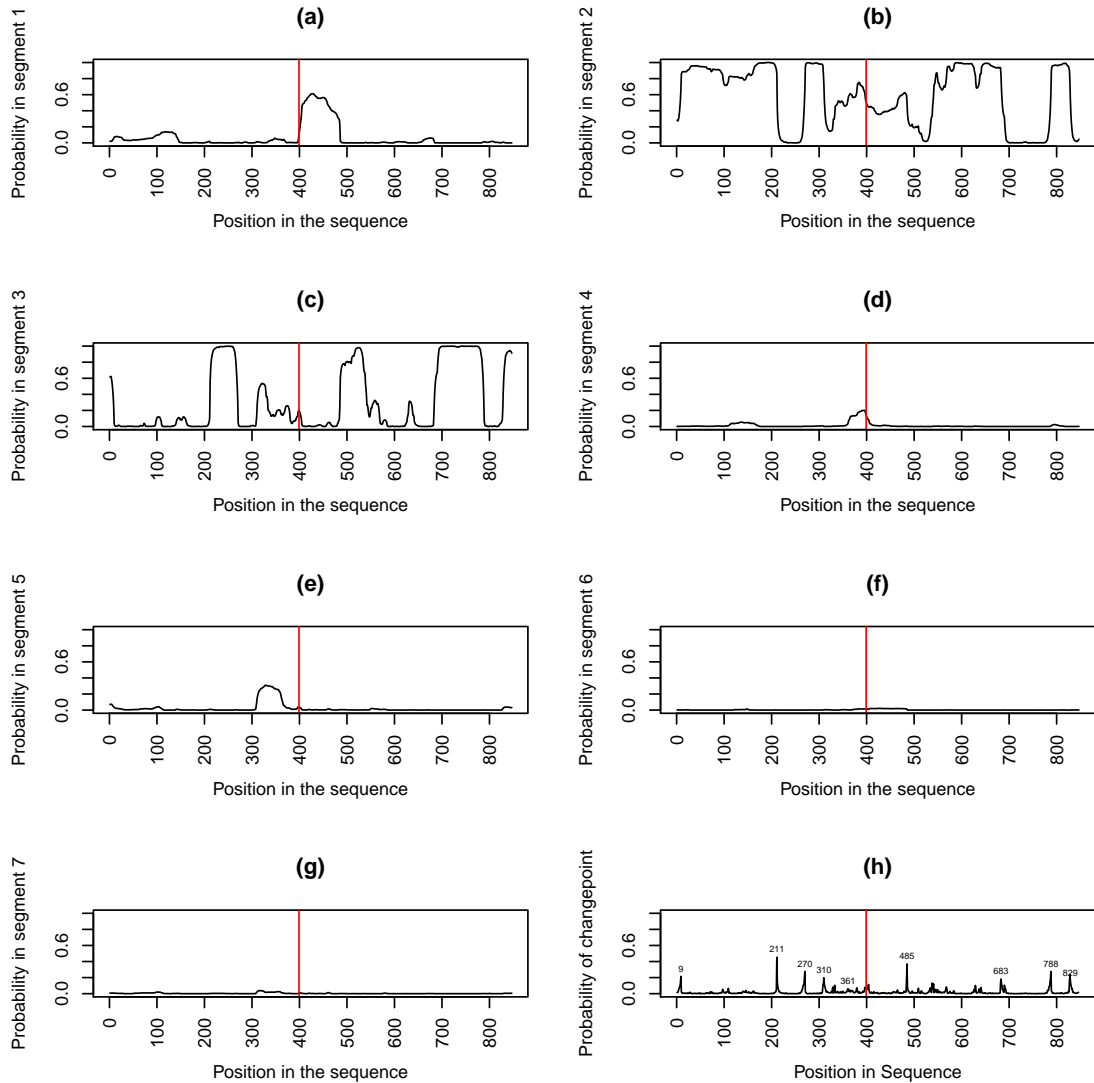 (a)
Probability in segment 1
0.0 0.6
0 100 200 300 400 500 600 700 800
Position in the sequence
(b)
Probability in segment 2
0.0 0.6
0 100 200 300 400 500 600 700 800
Position in the sequence
(c)
Probability in segment 3
0.0 0.6
0 100 200 300 400 500 600 700 800
Position in the sequence
(d)
Probability in segment 4
0.0 0.6
0 100 200 300 400 500 600 700 800
Position in the sequence
(e)
Probability in segment 5
0.0 0.6
0 100 200 300 400 500 600 700 800
Position in the sequence
(f)
Probability in segment 6
0.0 0.6
0 100 200 300 400 500 600 700 800
Position in the sequence
(g)
Probability in segment 7
0.0 0.6
0 100 200 300 400 500 600 700 800
Position in the sequence
(h)
Probability of changepoint
0.0 0.6
9 211 270 310 361 485 683 788 829
0 100 200 300 400 500 600 700 800
Position in Sequence